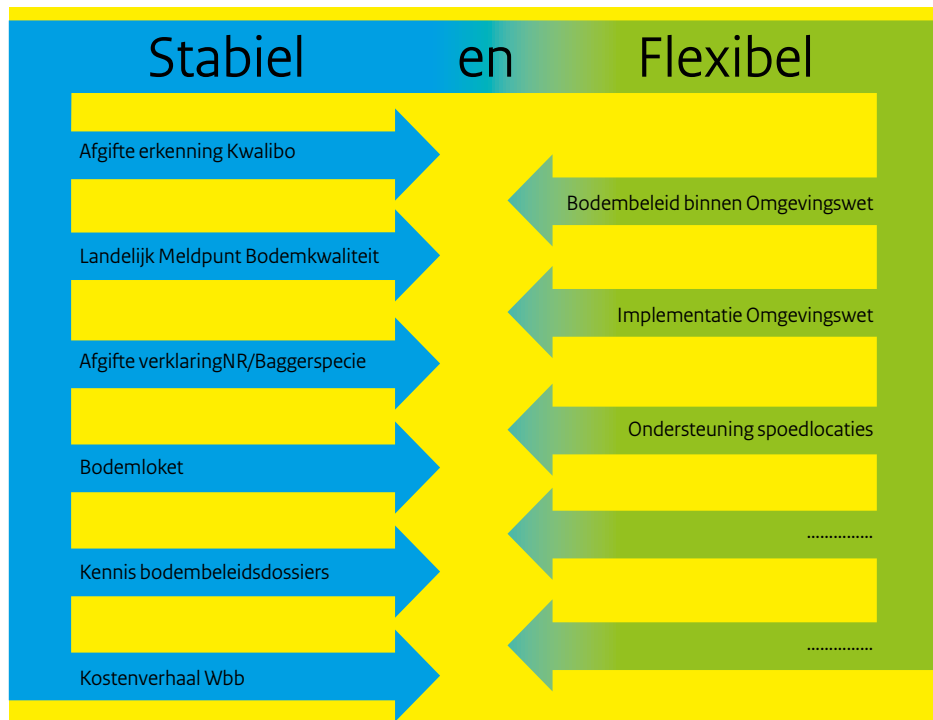 Stabiel en Flexibel
Afgifte erkenning Kwalibo
Landelijk Meldpunt Bodemkwaliteit
Afgifte verklaringNR/Baggerspecie
Bodemloket
Kennis bodembeleidsdossiers
Kostenverhaal Wbb
Bodembeleid binnen Omgevingswet
Implementatie Omgevingswet
Ondersteuning spoedlocaties
...............
...............